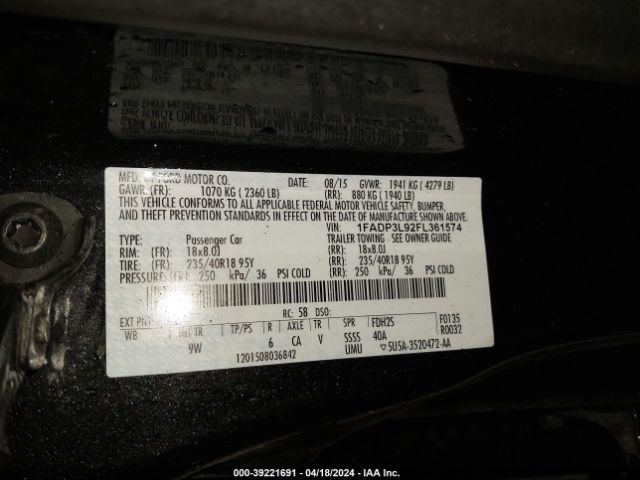 MFD. BY FORD MOTOR CO. DATE: 08/15 GVWR: 1941 KG ( 4279 LB)
GAWR: (FR): 1070 KG ( 2360 LB) (RR): 880 KG ( 1940 LB)
THIS VEHICLE CONFORMS TO ALL APPLICABLE FEDERAL MOTOR VEHICLE SAFETY, BUMPER,
AND THEFT PREVENTION STANDARDS IN EFFECT ON THE DATE OF MANUFACTURE SHOWN ABOVE.
VIN: 1FADP3L92FL361574
TYPE: Passenger Car TRAILER TOWING - SEE OWNER GUIDE
RIM: (FR): 18x8.0J (RR): 18x8.0J
TIRE: (FR): 235/40R18 95Y (RR): 235/40R18 95Y
PRESSURE: (FR): 250 kPa/ 36 PSI COLD (RR): 250 kPa/ 36 PSI COLD
EXT PNT: RC: 58 DSO: F0135
WB INT TR TP/PS R AXLE TR SPR FDH2S R0032
9W 6 CA V SSSS 40A
1201508036842 UMU 5U5A-3520472-AA
000-39221691 - 04/18/2024 - IAA Inc.